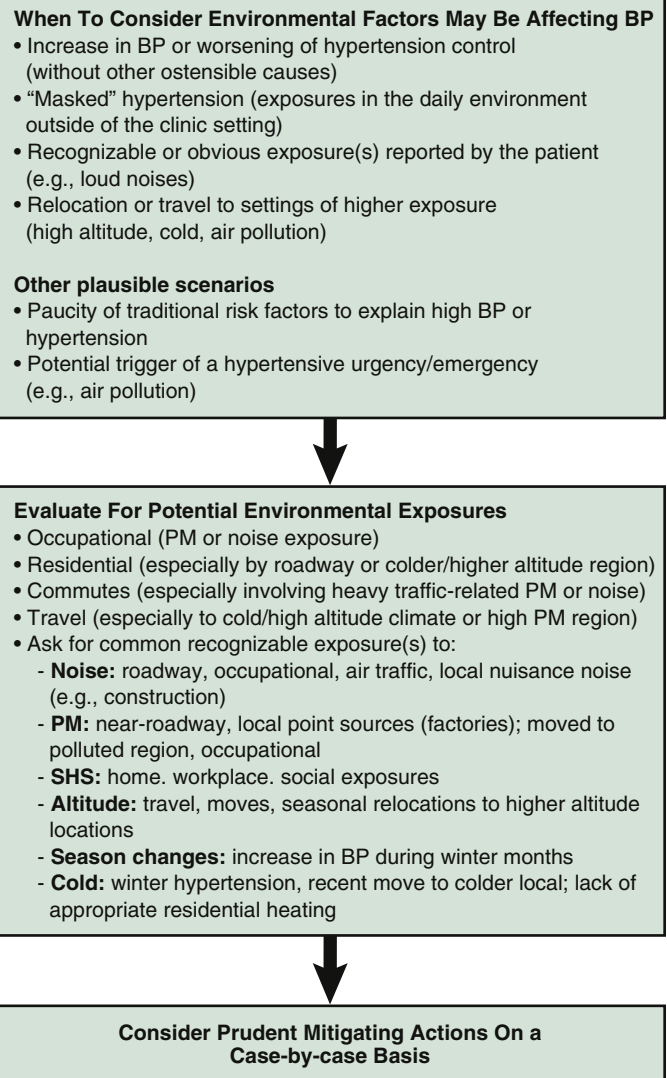 When To Consider Environmental Factors May Be Affecting BP
• Increase in BP or worsening of hypertension control
(without other ostensible causes)
• “Masked” hypertension (exposures in the daily environment
outside of the clinic setting)
• Recognizable or obvious exposure(s) reported by the patient
(e.g., loud noises)
• Relocation or travel to settings of higher exposure
(high altitude, cold, air pollution)
Other plausible scenarios
• Paucity of traditional risk factors to explain high BP or
hypertension
• Potential trigger of a hypertensive urgency/emergency
(e.g., air pollution)
Evaluate For Potential Environmental Exposures
• Occupational (PM or noise exposure)
• Residential (especially by roadway or colder/higher altitude region)
• Commutes (especially involving heavy traffic-related PM or noise)
• Travel (especially to cold/high altitude climate or high PM region)
• Ask for common recognizable exposure(s) to:
- Noise: roadway, occupational, air traffic, local nuisance noise
(e.g., construction)
- PM: near-roadway, local point sources (factories); moved to
polluted region, occupational
- SHS: home. workplace. social exposures
- Altitude: travel, moves, seasonal relocations to higher altitude
locations
- Season changes: increase in BP during winter months
- Cold: winter hypertension, recent move to colder local; lack of
appropriate residential heating
Consider Prudent Mitigating Actions On a
Case-by-case Basis